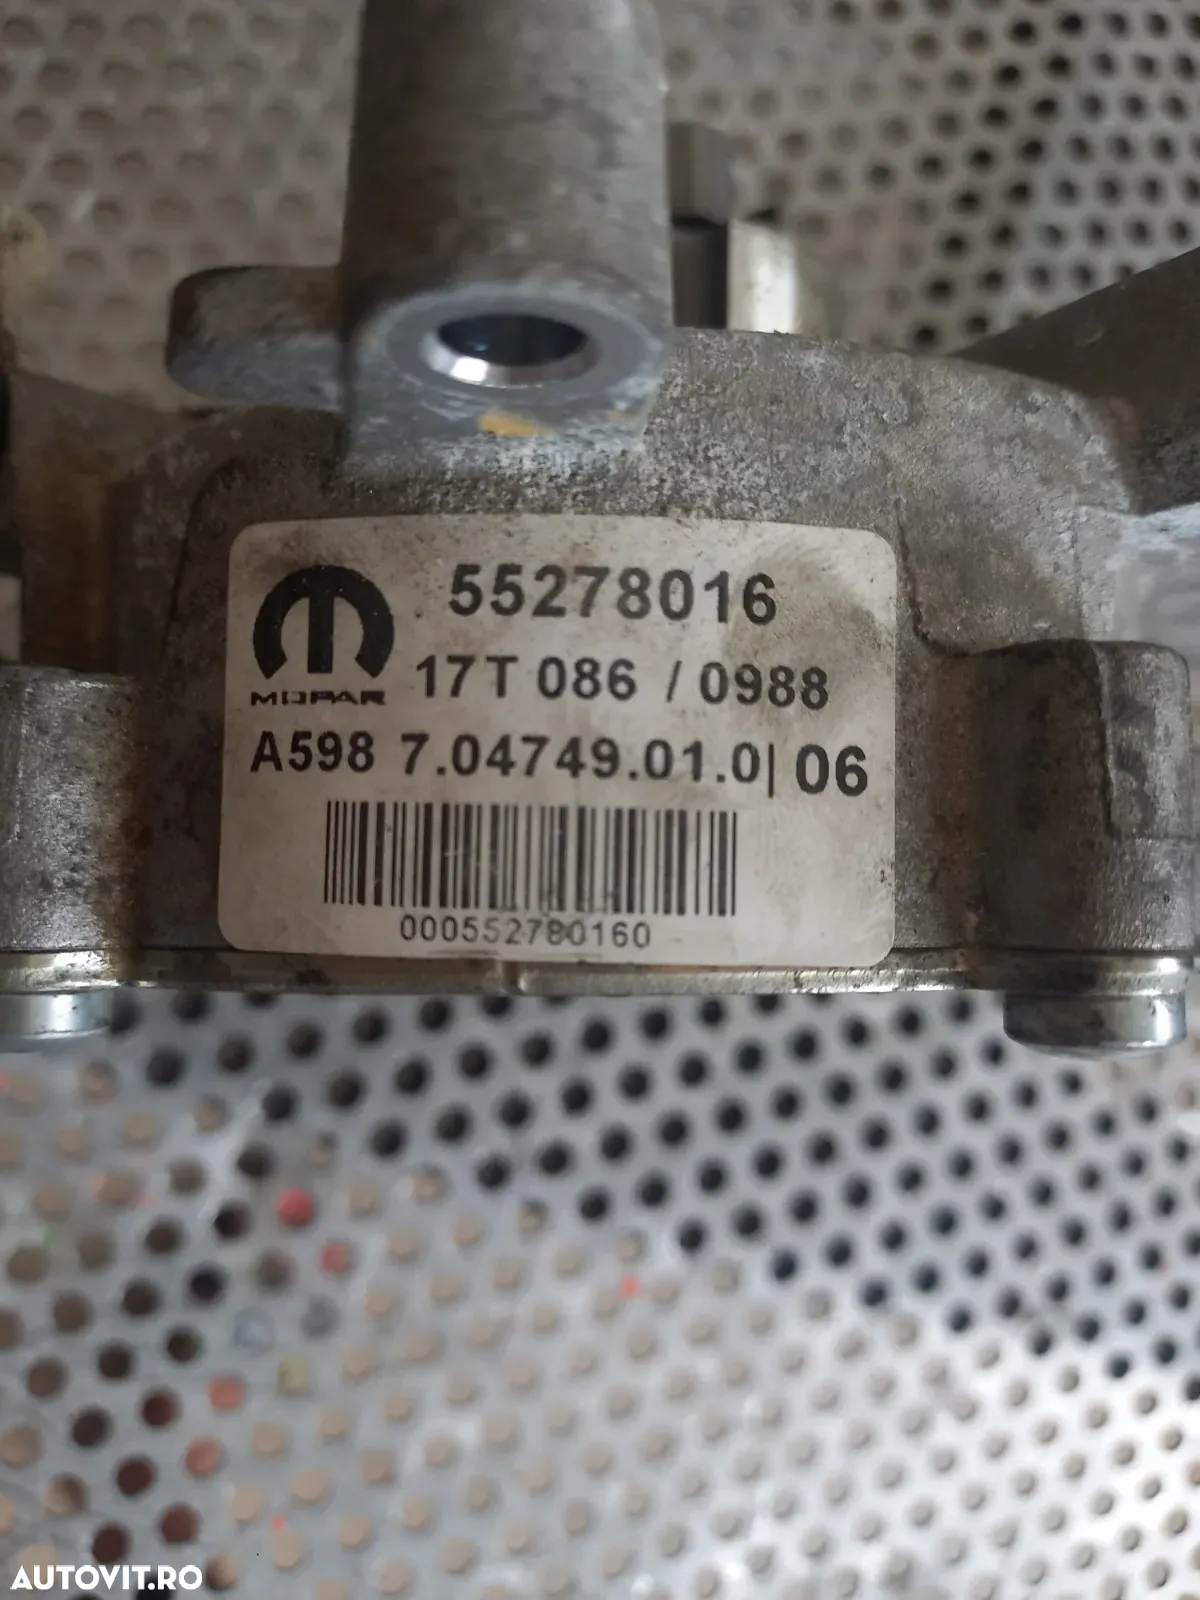 55278016
MOPAR
17T 086 / 0988
A598 7.04749.01.0| 06
000552780160
AUTOVIT.RO